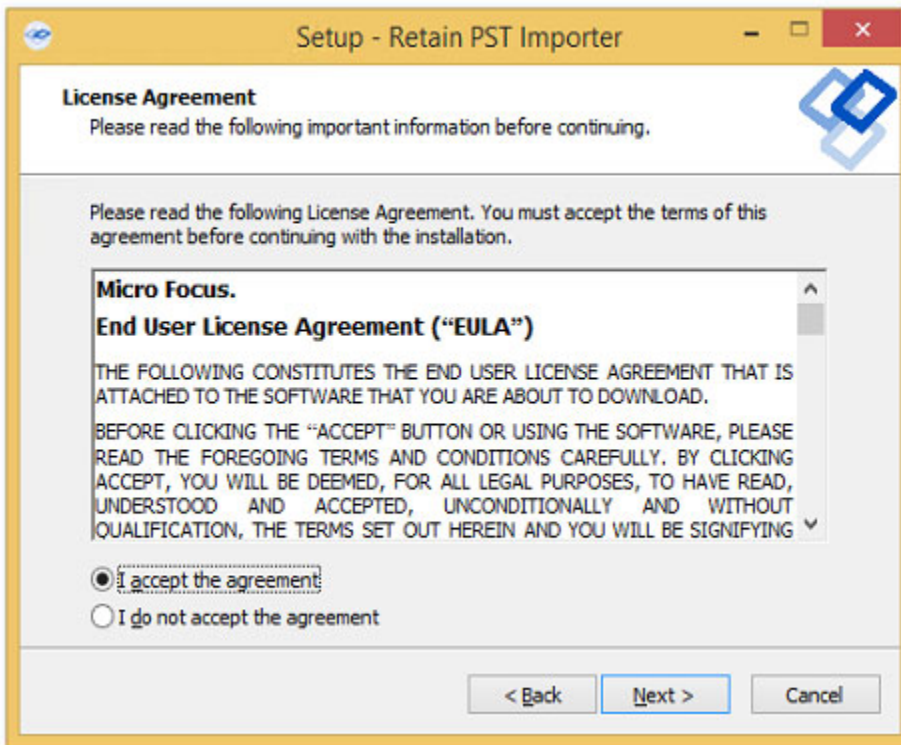 Setup - Retain PST Importer
License Agreement
Please read the following important information before continuing.
Please read the following License Agreement. You must accept the terms of this
agreement before continuing with the installation.
Micro Focus.
End User License Agreement (“EULA”)
THE FOLLOWING CONSTITUTES THE END USER LICENSE AGREEMENT THAT IS
ATTACHED TO THE SOFTWARE THAT YOU ARE ABOUT TO DOWNLOAD.
BEFORE CLICKING THE “ACCEPT” BUTTON OR USING THE SOFTWARE, PLEASE
READ THE FOREGOING TERMS AND CONDITIONS CAREFULLY. BY CLICKING
ACCEPT, YOU WILL BE DEEMED, FOR ALL LEGAL PURPOSES, TO HAVE READ,
UNDERSTOOD AND ACCEPTED, UNCONDITIONALLY AND WITHOUT
QUALIFICATION, THE TERMS SET OUT HEREIN AND YOU WILL BE SIGNIFYING
I accept the agreement
I do not accept the agreement
< Back
Next >
Cancel